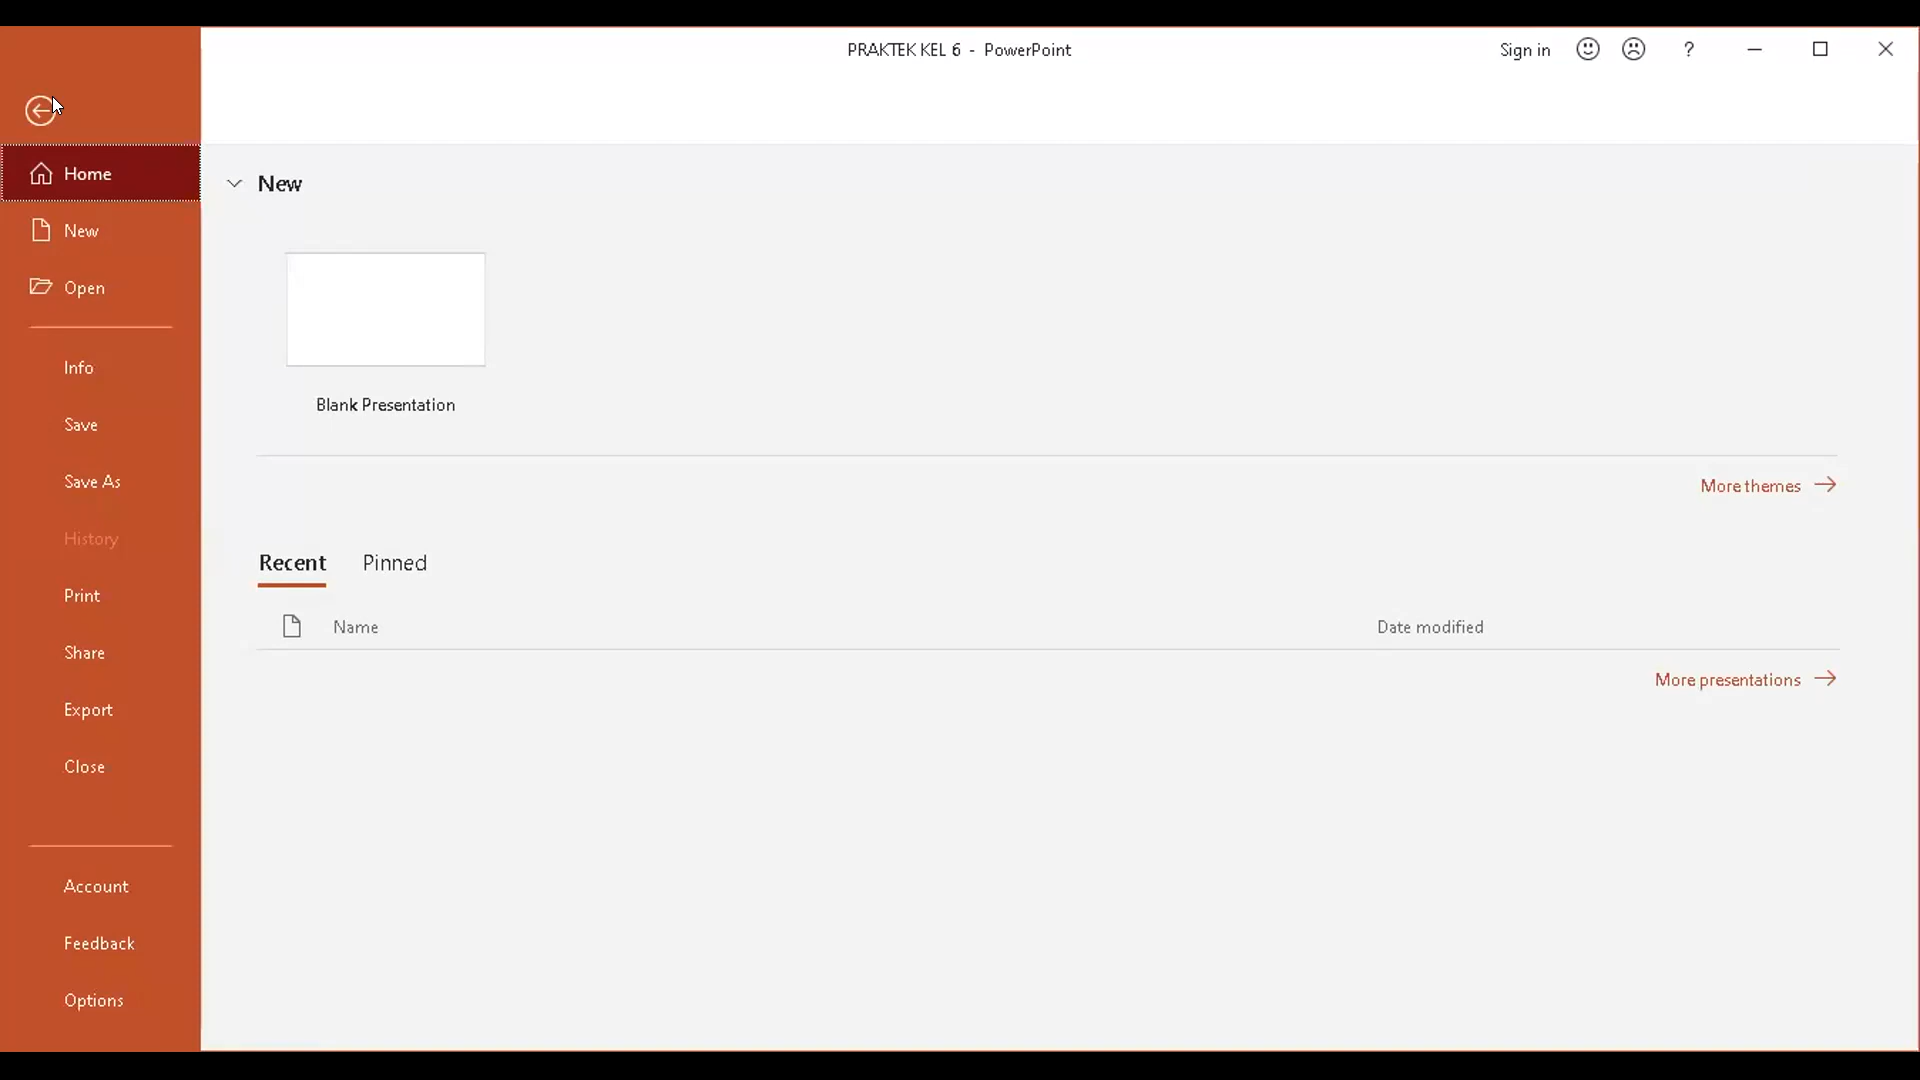 PRAKTEK KEL 6 - PowerPoint
Sign in
?
Home
New
Open
Info
Save
Save As
History
Print
Share
Export
Close
Account
Feedback
Options
New
Blank Presentation
More themes
Recent Pinned
Name Date modified
More presentations